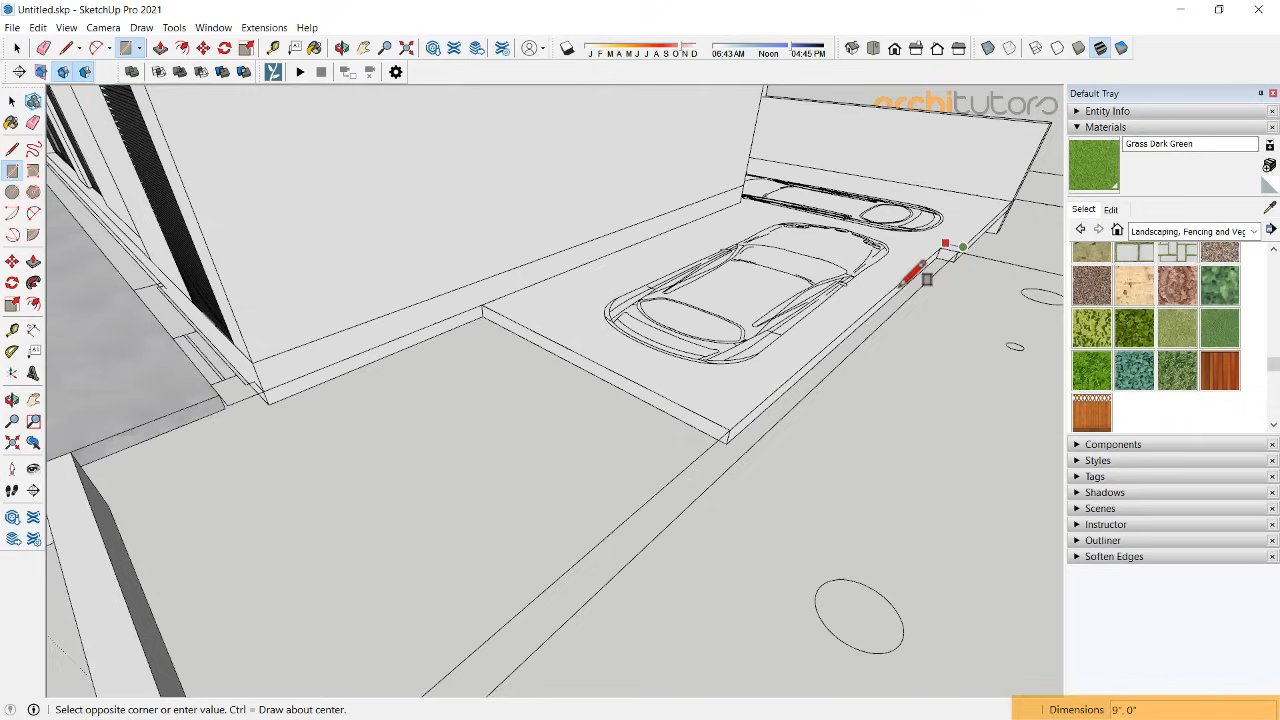 Untitled.skp - SketchUp Pro 2021
File Edit View Camera Draw Tools Window Extensions Help
J F M A M J J A S O N D
06:43 AM Noon 04:45 PM
architutors
Default Tray
Entity Info
Materials
Grass Dark Green
Select Edit
Landscaping, Fencing and Veg
Components
Styles
Tags
Shadows
Scenes
Instructor
Outliner
Soften Edges
Select opposite corner or enter value. Ctrl = Draw about center.
Dimensions 9", 0"